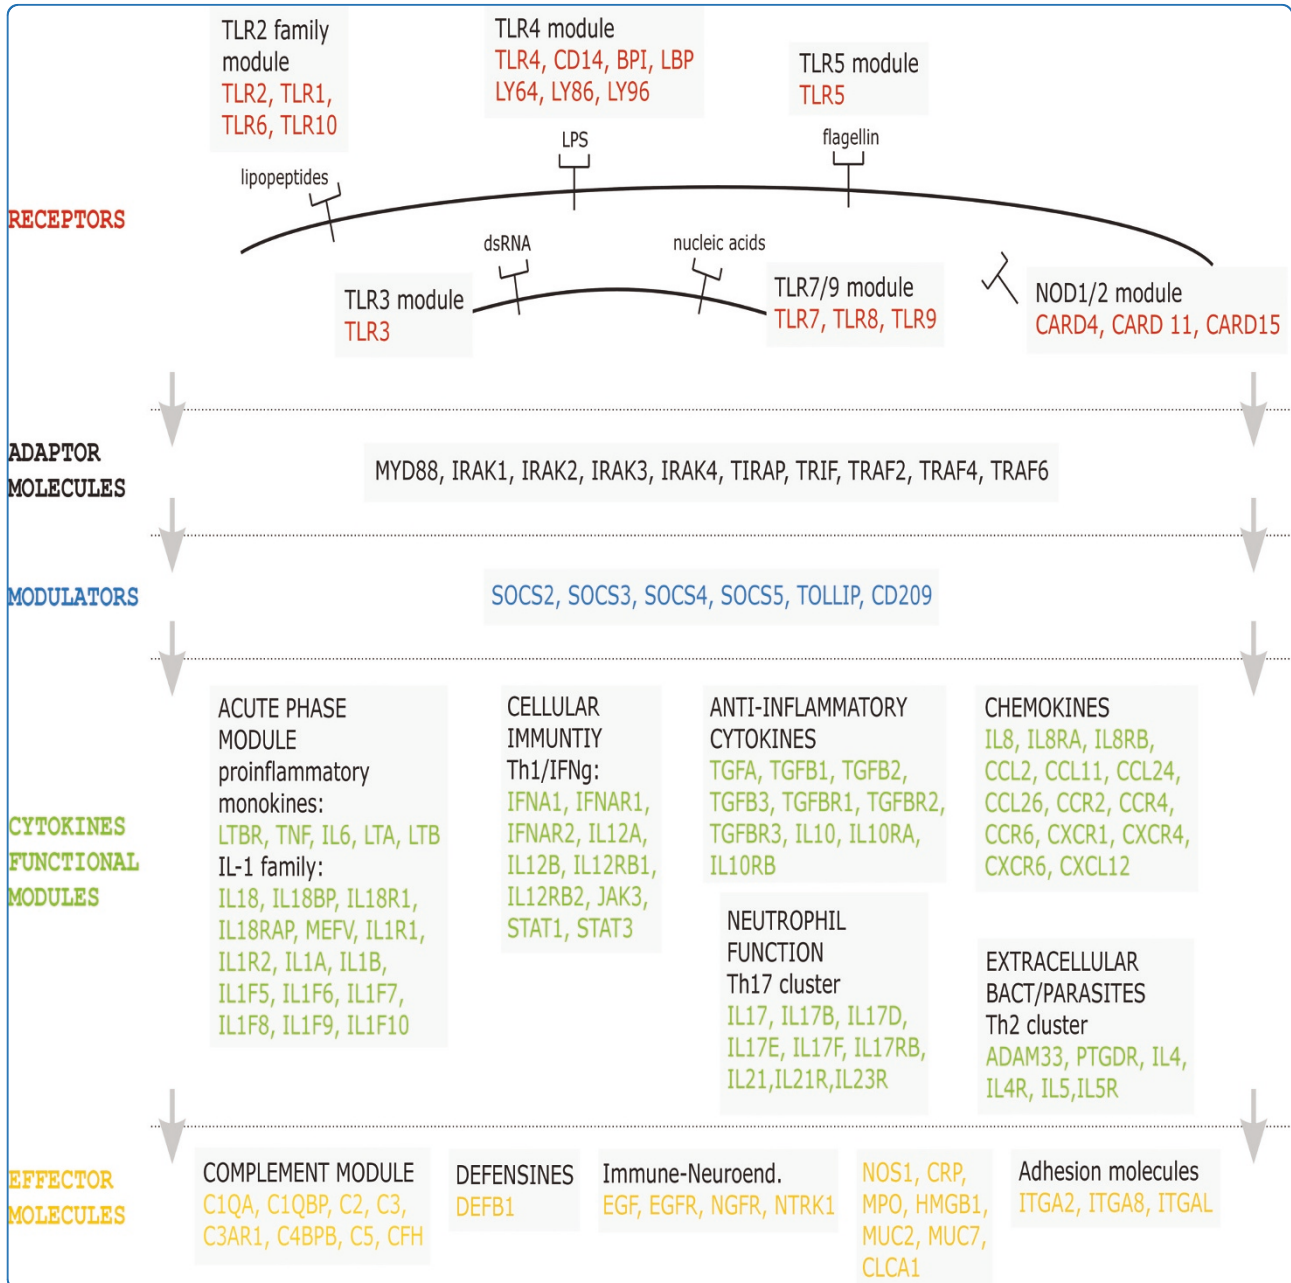 TLR2 family
module
TLR2, TLR1,
TLR6, TLR10
TLR4 module
TLR4, CD14, BPI, LBP
LY64, LY86, LY96
TLR5 module
TLR5
lipopeptides
LPS
flagellin
RECEPTORS
dsRNA
nucleic acids
TLR3 module
TLR3
TLR7/9 module
TLR7, TLR8, TLR9
NOD1/2 module
CARD4, CARD 11, CARD15
ADAPTOR
MOLECULES
MYD88, IRAK1, IRAK2, IRAK3, IRAK4, TIRAP, TRIF, TRAF2, TRAF4, TRAF6
MODULATORS
SOCS2, SOCS3, SOCS4, SOCS5, TOLLIP, CD209
CYTOKINES
FUNCTIONAL
MODULES
ACUTE PHASE
MODULE
proinflammatory
monokines:
LTBR, TNF, IL6, LTA, LTB
IL-1 family:
IL18, IL18BP, IL18R1,
IL18RAP, MEFV, IL1R1,
IL1R2, IL1A, IL1B,
IL1F5, IL1F6, IL1F7,
IL1F8, IL1F9, IL1F10
CELLULAR
IMMUNTIY
Th1/IFNg:
IFNA1, IFNAR1,
IFNAR2, IL12A,
IL12B, IL12RB1,
IL12RB2, JAK3,
STAT1, STAT3
ANTI-INFLAMMATORY
CYTOKINES
TGFA, TGFB1, TGFB2,
TGFB3, TGFBR1, TGFBR2,
TGFBR3, IL10, IL10RA,
IL10RB
NEUTROPHIL
FUNCTION
Th17 cluster
IL17, IL17B, IL17D,
IL17E, IL17F, IL17RB,
IL21,IL21R,IL23R
CHEMOKINES
IL8, IL8RA, IL8RB,
CCL2, CCL11, CCL24,
CCL26, CCR2, CCR4,
CCR6, CXCR1, CXCR4,
CXCR6, CXCL12
EXTRACELLULAR
BACT/PARASITES
Th2 cluster
ADAM33, PTGDR, IL4,
IL4R, IL5,IL5R
EFFECTOR
MOLECULES
COMPLEMENT MODULE
C1QA, C1QBP, C2, C3,
C3AR1, C4BPB, C5, CFH
DEFENSINES
DEFB1
Immune-Neuroend.
EGF, EGFR, NGFR, NTRK1
NOS1, CRP,
MPO, HMGB1,
MUC2, MUC7,
CLCA1
Adhesion molecules
ITGA2, ITGA8, ITGAL